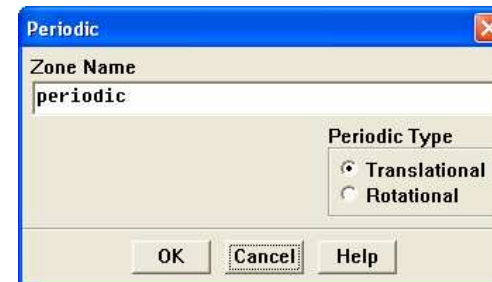 Periodic
Zone Name
periodic
Periodic Type
Translational
Rotational
OK Cancel Help